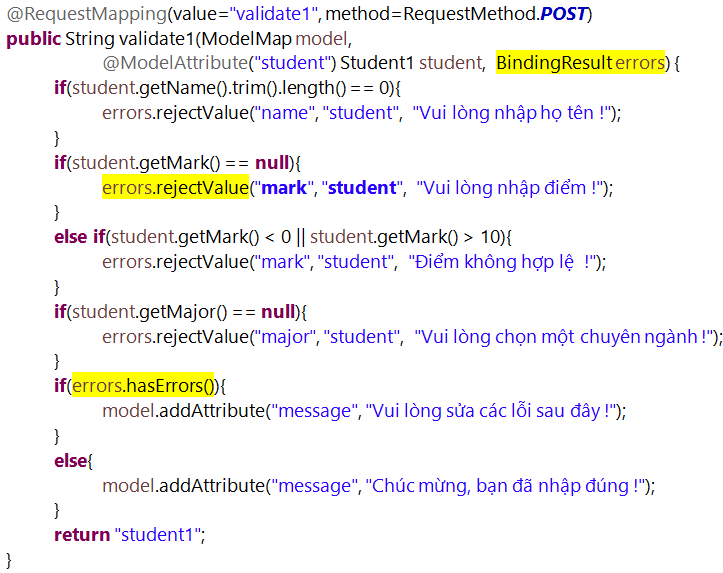 @RequestMapping(value="validate1", method=RequestMethod.POST)
public String validate1(ModelMap model,
@ModelAttribute("student") Student1 student, BindingResult errors) {
if(student.getName().trim().length() == 0){
errors.rejectValue("name", "student", "Vui lòng nhập họ tên !");
}
if(student.getMark() == null){
errors.rejectValue("mark", "student", "Vui lòng nhập điểm !");
}
else if(student.getMark() < 0 || student.getMark() > 10){
errors.rejectValue("mark", "student", "Điểm không hợp lệ !");
}
if(student.getMajor() == null){
errors.rejectValue("major", "student", "Vui lòng chọn một chuyên ngành !");
}
if(errors.hasErrors()){
model.addAttribute("message", "Vui lòng sửa các lỗi sau đây !");
}
else{
model.addAttribute("message", "Chúc mừng, bạn đã nhập đúng !");
}
return "student1";
}